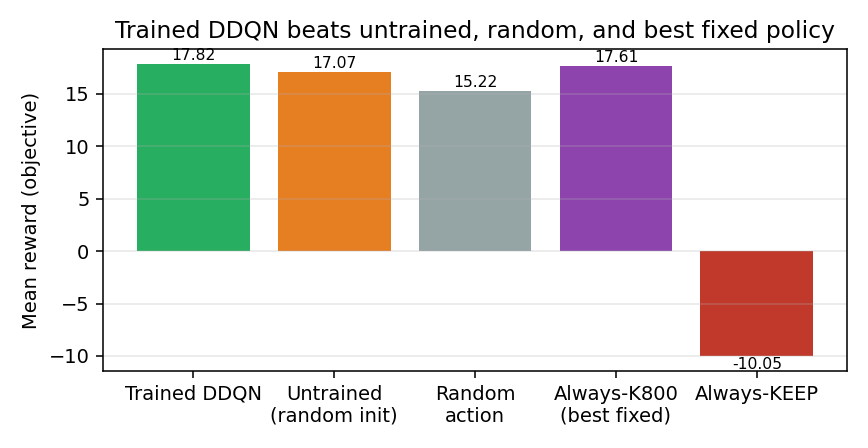 Trained DDQN beats untrained, random, and best fixed policy
Mean reward (objective)
15
10
5
0
−5
−10
17.82
17.07
15.22
17.61
-10.05
Trained DDQN
Untrained
(random init)
Random
action
Always-K800
(best fixed)
Always-KEEP